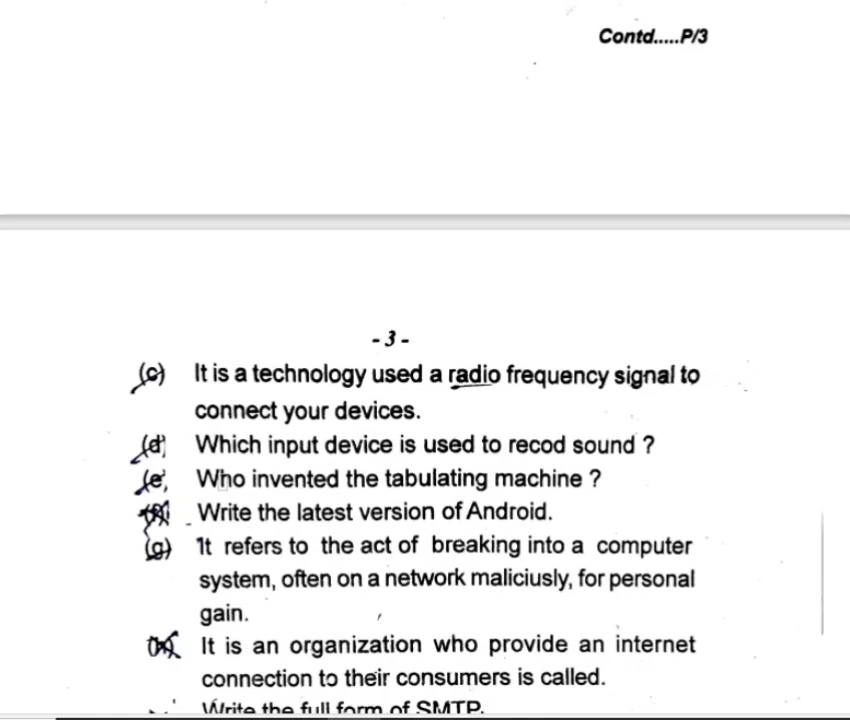 Contd.....P/3
- 3 -
(c) It is a technology used a radio frequency signal to
connect your devices.
(d) Which input device is used to recod sound ?
(e) Who invented the tabulating machine ?
Write the latest version of Android.
(g) It refers to the act of breaking into a computer
system, often on a network maliciusly, for personal
gain.
It is an organization who provide an internet
connection to their consumers is called.
Write the full form of SMTP.